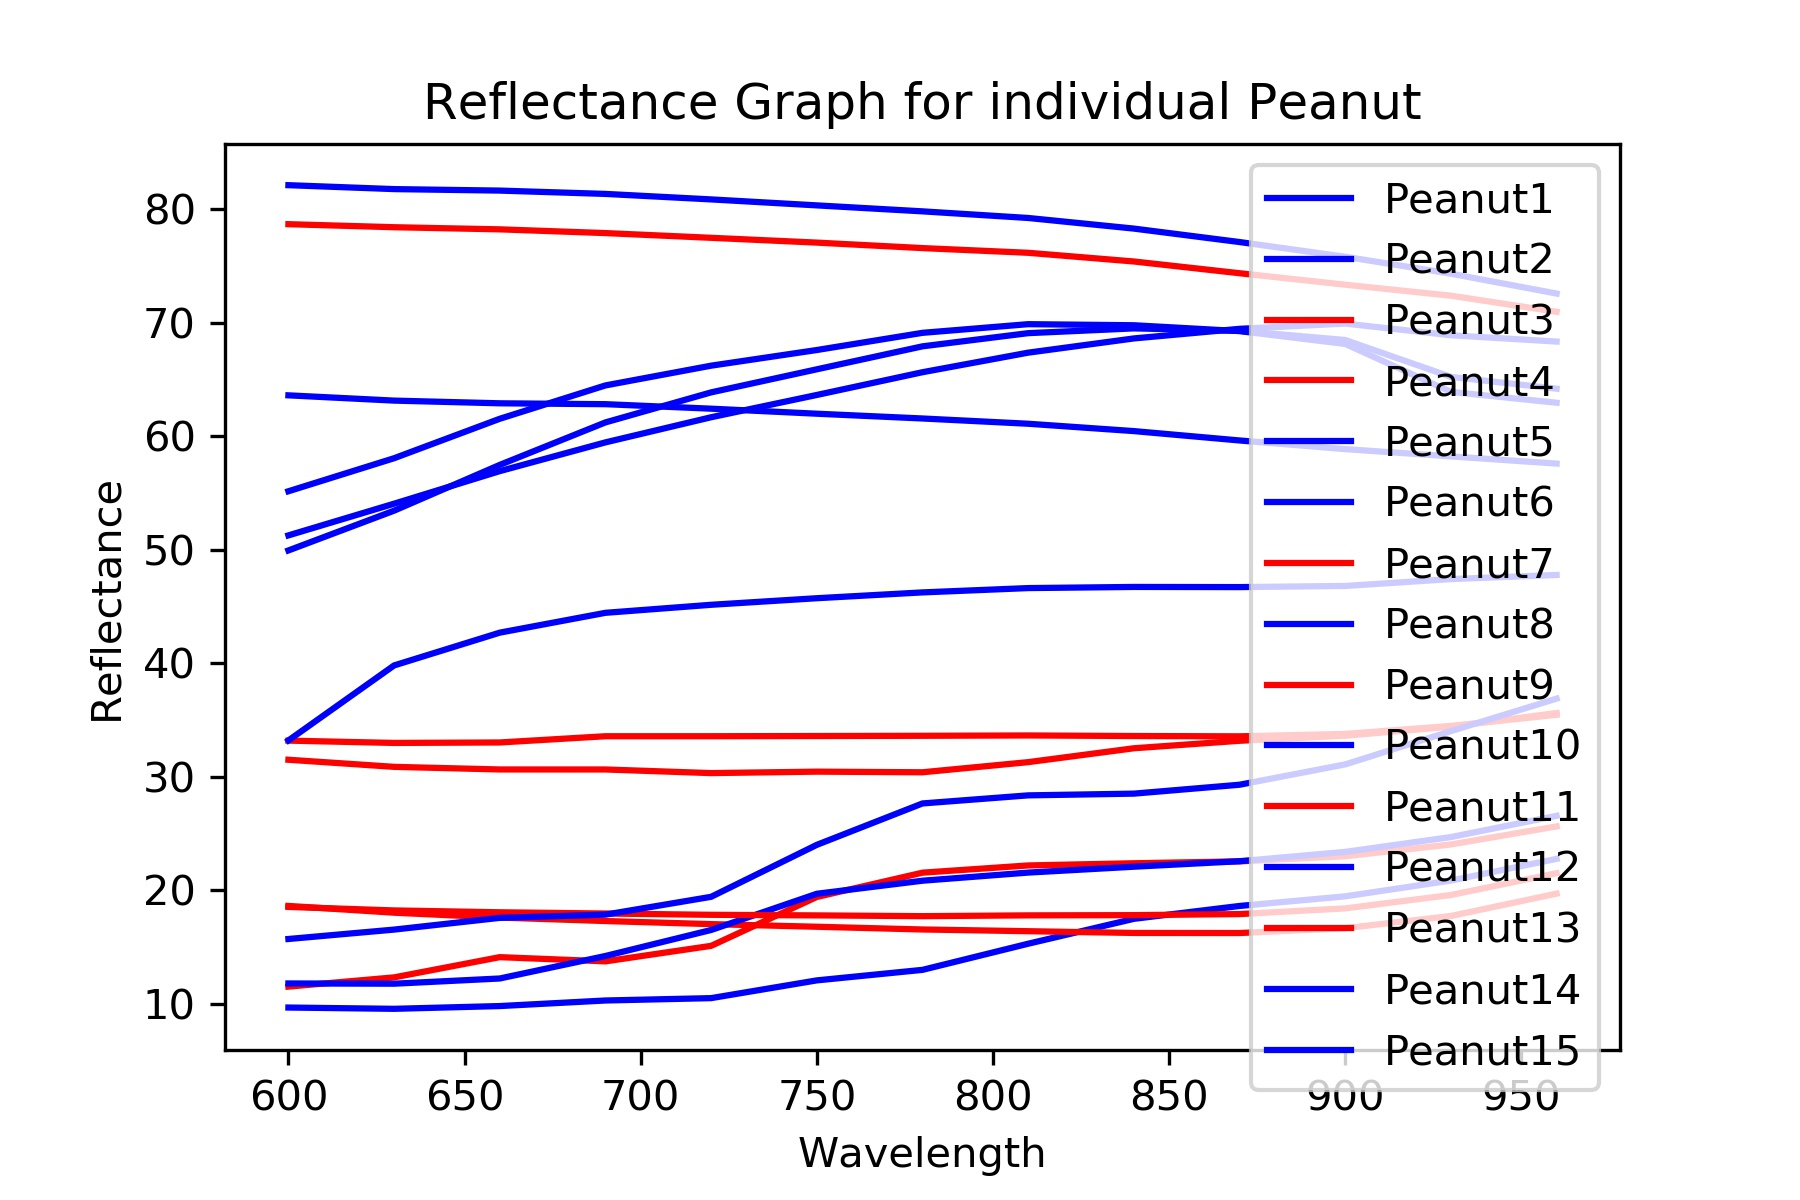 Reflectance Graph for individual Peanut
Reflectance
80
70
60
50
40
30
20
10
Peanut1
Peanut2
Peanut3
Peanut4
Peanut5
Peanut6
Peanut7
Peanut8
Peanut9
Peanut10
Peanut11
Peanut12
Peanut13
Peanut14
Peanut15
600 650 700 750 800 850 900 950
Wavelength